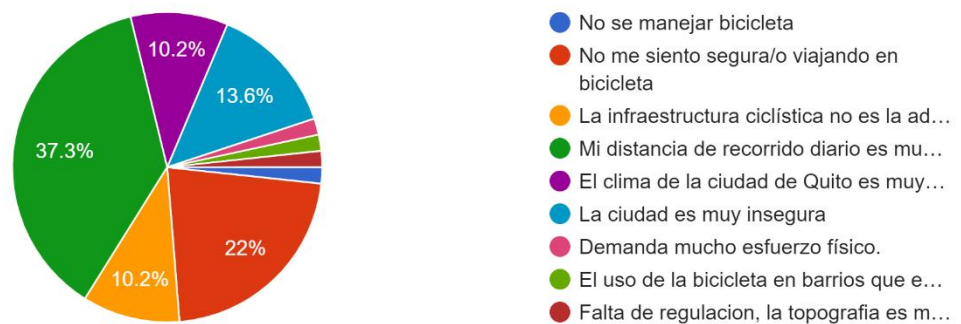 10.2%
13.6%
37.3%
22%
10.2%
No se manejar bicicleta
No me siento segura/o viajando en
bicicleta
La infraestructura ciclística no es la ad…
Mi distancia de recorrido diario es mu…
El clima de la ciudad de Quito es muy…
La ciudad es muy insegura
Demanda mucho esfuerzo físico.
El uso de la bicicleta en barrios que e…
Falta de regulacion, la topografia es m…